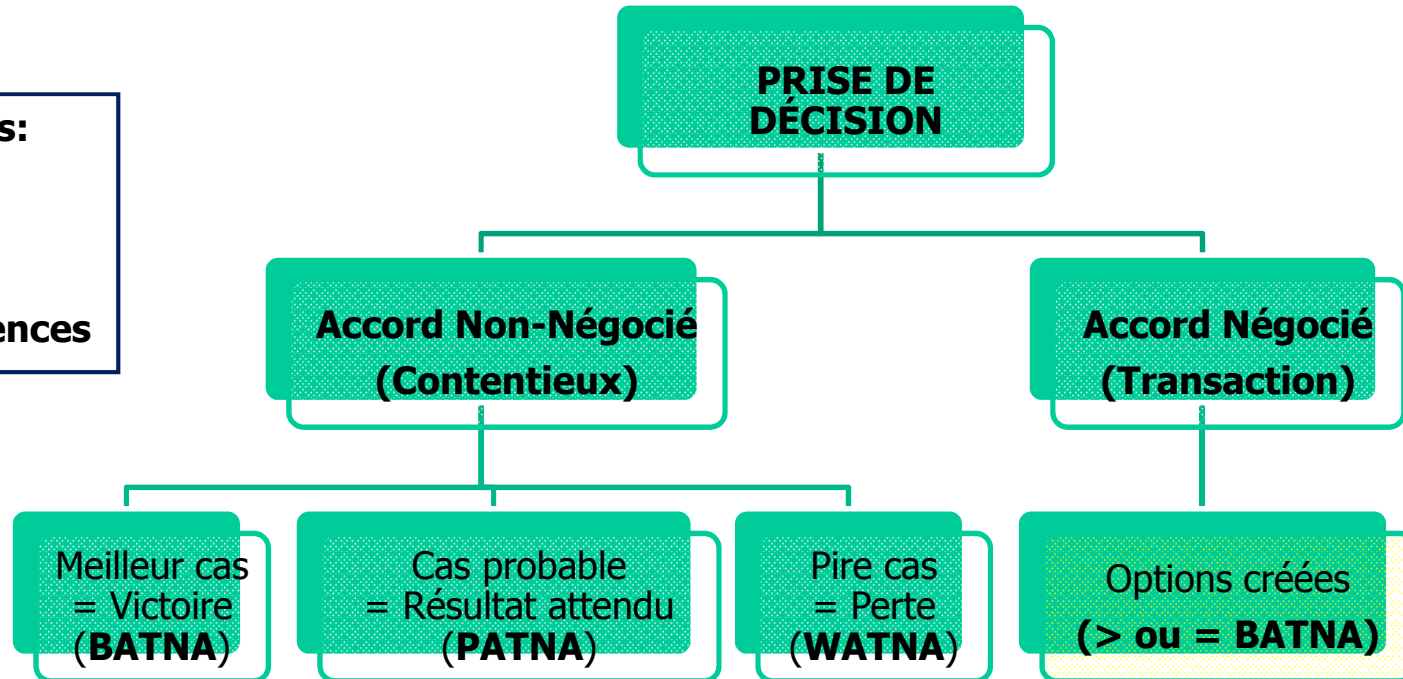 PRISE DE
DÉCISION
s:
ences
Accord Non-Négocié
(Contentieux)
Accord Négocié
(Transaction)
Meilleur cas
= Victoire
(BATNA)
Cas probable
= Résultat attendu
(PATNA)
Pire cas
= Perte
(WATNA)
Options créées
(> ou = BATNA)